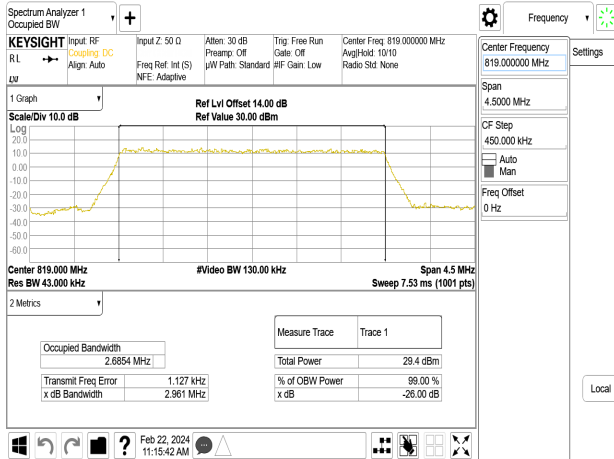 Spectrum Analyzer 1
Occupied BW
Frequency
KEYSIGHT
R L
Input: RF
Coupling: DC
Align: Auto
Input Z: 50 Ω
Freq Ref: Int (S)
NFE: Adaptive
Atten: 30 dB
Preamp: Off
µW Path: Standard
Trig: Free Run
Gate: Off
#IF Gain: Low
Center Freq: 819.000000 MHz
Avg|Hold: 10/10
Radio Std: None
1 Graph
Scale/Div 10.0 dB
Ref Lvl Offset 14.00 dB
Ref Value 30.00 dBm
Log
20.0
10.0
0.00
-10.0
-20.0
-30.0
-40.0
-50.0
-60.0
Center 819.000 MHz
#Video BW 130.00 kHz
Span 4.5 MHz
Res BW 43.000 kHz
Sweep 7.53 ms (1001 pts)
2 Metrics
Measure Trace
Trace 1
Occupied Bandwidth
2.6854 MHz
Total Power
29.4 dBm
Transmit Freq Error
1.127 kHz
% of OBW Power
99.00 %
x dB Bandwidth
2.961 MHz
x dB
-26.00 dB
Feb 22, 2024
11:15:42 AM
Center Frequency
819.000000 MHz
Settings
Span
4.5000 MHz
CF Step
450.000 kHz
Auto
Man
Freq Offset
0 Hz
Local